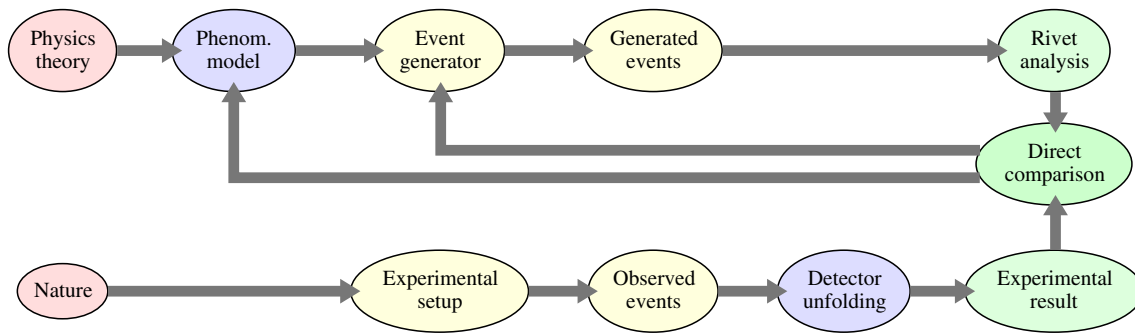 Physics
theory
Phenom.
model
Event
generator
Generated
events
Rivet
analysis
Direct
comparison
Nature
Experimental
setup
Observed
events
Detector
unfolding
Experimental
result